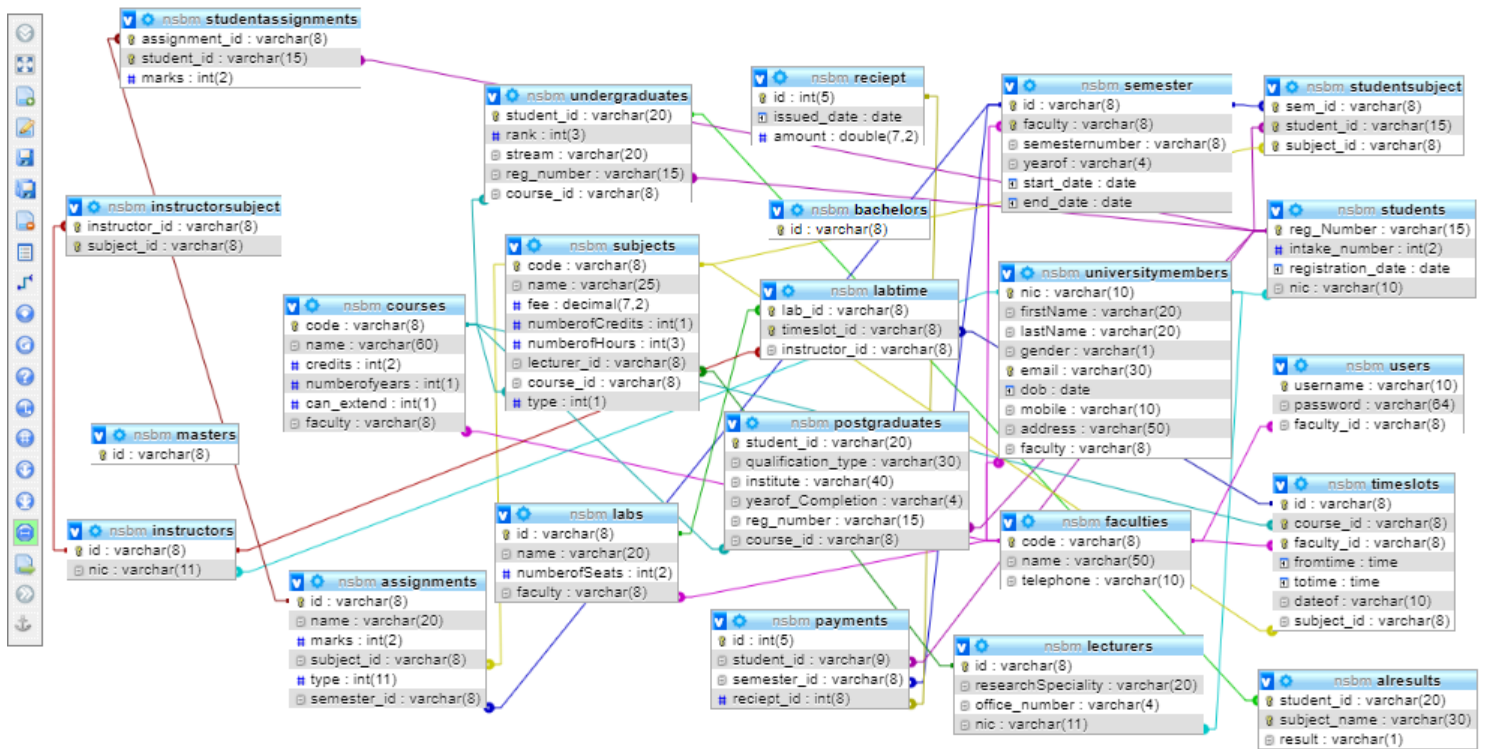 nsbm studentassignments
assignment_id : varchar(8)
student_id : varchar(15)
marks : int(2)
nsbm undergraduates
student_id : varchar(20)
rank : int(3)
stream : varchar(20)
reg_number : varchar(15)
course_id : varchar(8)
nsbm reciept
id : int(5)
issued_date : date
amount : double(7,2)
nsbm semester
id : varchar(8)
faculty : varchar(8)
semesternumber : varchar(8)
yearof : varchar(4)
start_date : date
end_date : date
nsbm studentsubject
sem_id : varchar(8)
student_id : varchar(15)
subject_id : varchar(8)
nsbm instructorsubject
instructor_id : varchar(8)
subject_id : varchar(8)
nsbm bachelors
id : varchar(8)
nsbm students
reg_Number : varchar(15)
intake_number : int(2)
registration_date : date
nic : varchar(10)
nsbm subjects
code : varchar(8)
name : varchar(25)
fee : decimal(7,2)
numberofCredits : int(1)
numberofHours : int(3)
lecturer_id : varchar(8)
course_id : varchar(8)
type : int(1)
nsbm universitymembers
nic : varchar(10)
firstName : varchar(20)
lastName : varchar(20)
gender : varchar(1)
email : varchar(30)
dob : date
mobile : varchar(10)
address : varchar(50)
faculty : varchar(8)
nsbm labtime
lab_id : varchar(8)
timeslot_id : varchar(8)
instructor_id : varchar(8)
nsbm courses
code : varchar(8)
name : varchar(60)
credits : int(2)
numberofyears : int(1)
can_extend : int(1)
faculty : varchar(8)
nsbm users
username : varchar(10)
password : varchar(64)
faculty_id : varchar(8)
nsbm masters
id : varchar(8)
nsbm postgraduates
student_id : varchar(20)
qualification_type : varchar(30)
institute : varchar(40)
yearof_Completion : varchar(4)
reg_number : varchar(15)
course_id : varchar(8)
nsbm timeslots
id : varchar(8)
course_id : varchar(8)
faculty_id : varchar(8)
fromtime : time
totime : time
dateof : varchar(10)
subject_id : varchar(8)
nsbm labs
id : varchar(8)
name : varchar(20)
numberofSeats : int(2)
faculty : varchar(8)
nsbm faculties
code : varchar(8)
name : varchar(50)
telephone : varchar(10)
nsbm instructors
id : varchar(8)
nic : varchar(11)
nsbm assignments
id : varchar(8)
name : varchar(20)
marks : int(2)
subject_id : varchar(8)
type : int(11)
semester_id : varchar(8)
nsbm payments
id : int(5)
student_id : varchar(9)
semester_id : varchar(8)
reciept_id : int(8)
nsbm lecturers
id : varchar(8)
researchSpeciality : varchar(20)
office_number : varchar(4)
nic : varchar(11)
nsbm alresults
student_id : varchar(20)
subject_name : varchar(30)
result : varchar(1)